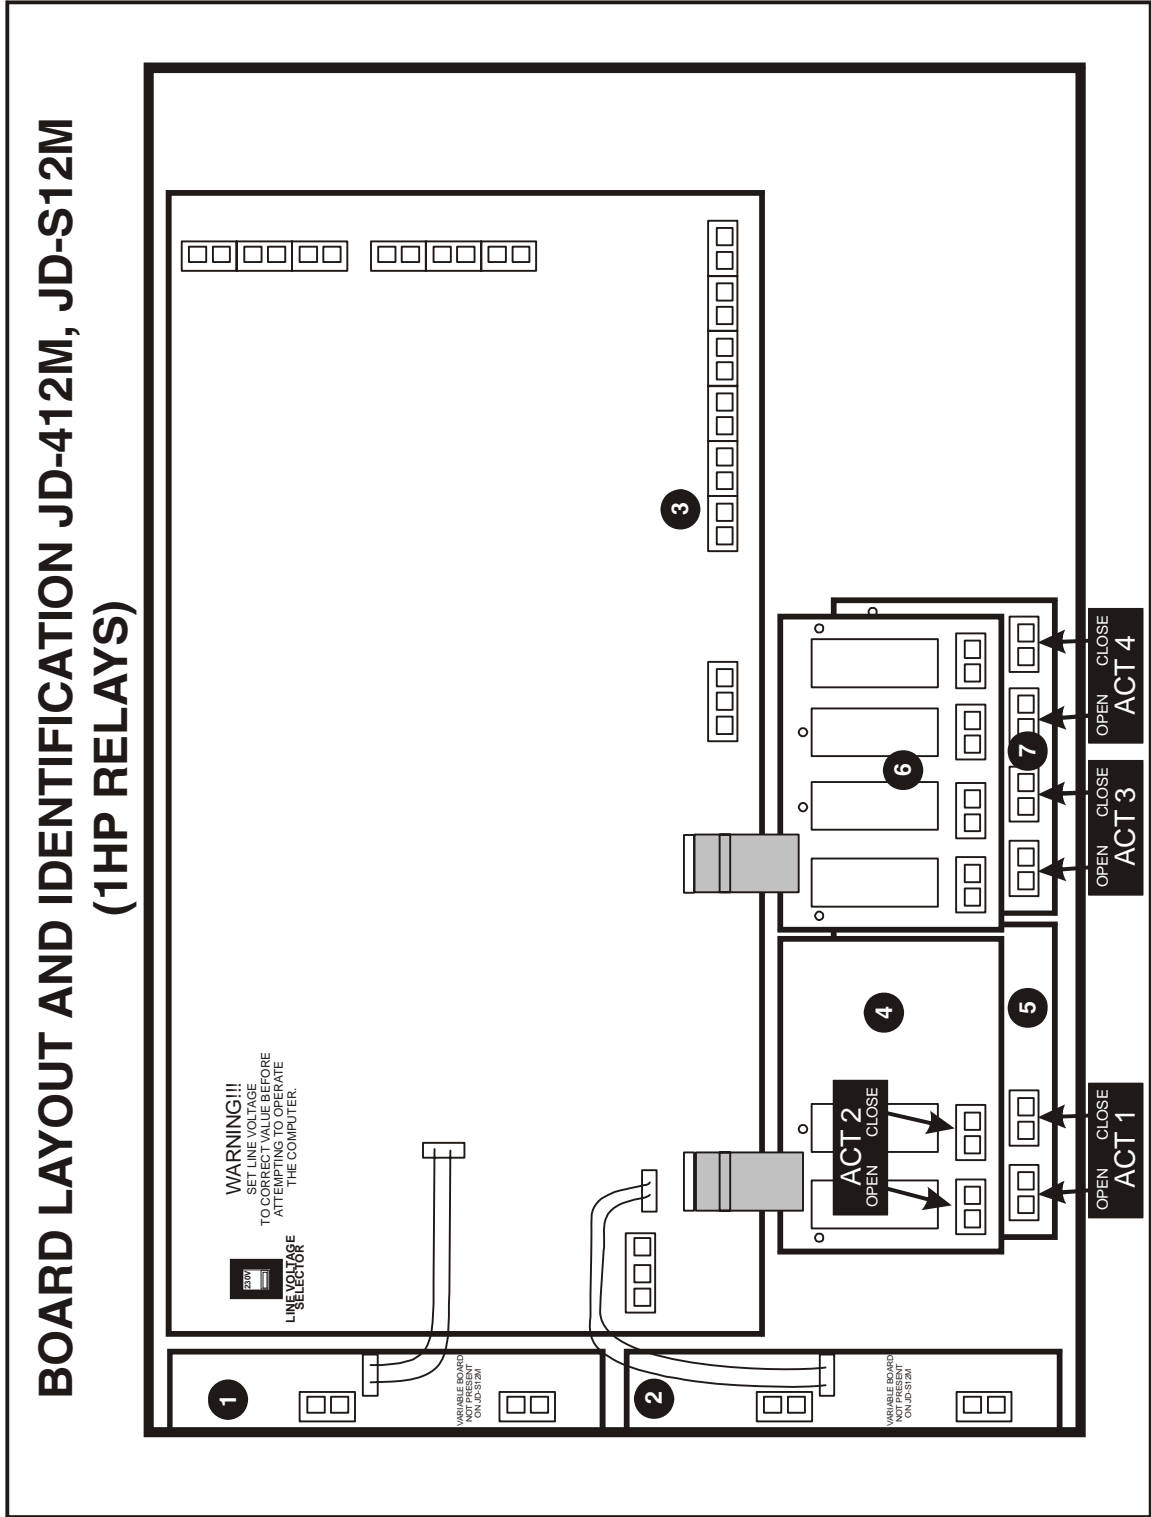 BOARD LAYOUT AND IDENTIFICATION JD-412M, JD-S12M
(1HP RELAYS)
1
VARIABLE BOARD
NOT PRESENT
ON JD-S12M
2
VARIABLE BOARD
NOT PRESENT
ON JD-S12M
230V
LINE VOLTAGE
SELECTOR
WARNING!!!
SET LINE VOLTAGE
TO CORRECT VALUE BEFORE
ATTEMPTING TO OPERATE
THE COMPUTER.
3
4
ACT 2
OPEN CLOSE
5
6
7
OPEN CLOSE
ACT 1
OPEN CLOSE
ACT 3
OPEN CLOSE
ACT 4